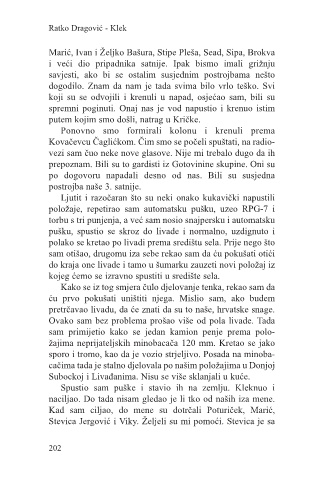 Ratko Dragović - Klek
Marić, Ivan i Željko Bašura, Stipe Pleša, Sead, Sipa, Brokva
i veći dio pripadnika satnije. Ipak bismo imali grižnju
savjesti, ako bi se ostalim susjednim postrojbama nešto
dogodilo. Znam da nam je tada svima bilo vrlo teško. Svi
koji su se odvojili i krenuli u napad, osjećao sam, bili su
spremni poginuti. Onaj nas je vod napustio i krenuo istim
putem kojim smo došli, natrag u Kričke.
Ponovno smo formirali kolonu i krenuli prema
Kovačevcu Čagličkom. Čim smo se počeli spuštati, na radio-
vezi sam čuo neke nove glasove. Nije mi trebalo dugo da ih
prepoznam. Bili su to gardisti iz Gotovinine skupine. Oni su
po dogovoru napadali desno od nas. Bili su susjedna
postrojba naše 3. satnije.
Ljutit i razočaran što su neki onako kukavički napustili
položaje, repetirao sam automatsku pušku, uzeo RPG-7 i
torbu s tri punjenja, a već sam nosio snajpersku i automatsku
pušku, spustio se skroz do livade i normalno, uzdignuto i
polako se kretao po livadi prema središtu sela. Prije nego što
sam otišao, drugomu iza sebe rekao sam da ću pokušati otići
do kraja one livade i tamo u šumarku zauzeti novi položaj iz
kojeg ćemo se izravno spustiti u središte sela.
Kako se iz tog smjera čulo djelovanje tenka, rekao sam da
ću prvo pokušati uništiti njega. Mislio sam, ako budem
pretrčavao livadu, da će znati da su to naše, hrvatske snage.
Ovako sam bez problema prošao više od pola livade. Tada
sam primijetio kako se jedan kamion penje prema polo-
žajima neprijateljskih minobacača 120 mm. Kretao se jako
sporo i tromo, kao da je vozio strjeljivo. Posada na minoba-
cačima tada je stalno djelovala po našim položajima u Donjoj
Subockoj i Livađanima. Nisu se više sklanjali u kuće.
Spustio sam puške i stavio ih na zemlju. Kleknuo i
naciljao. Do tada nisam gledao je li tko od naših iza mene.
Kad sam ciljao, do mene su dotrčali Poturiček, Marić,
Stevica Jergović i Viky. Željeli su mi pomoći. Stevica je sa
202